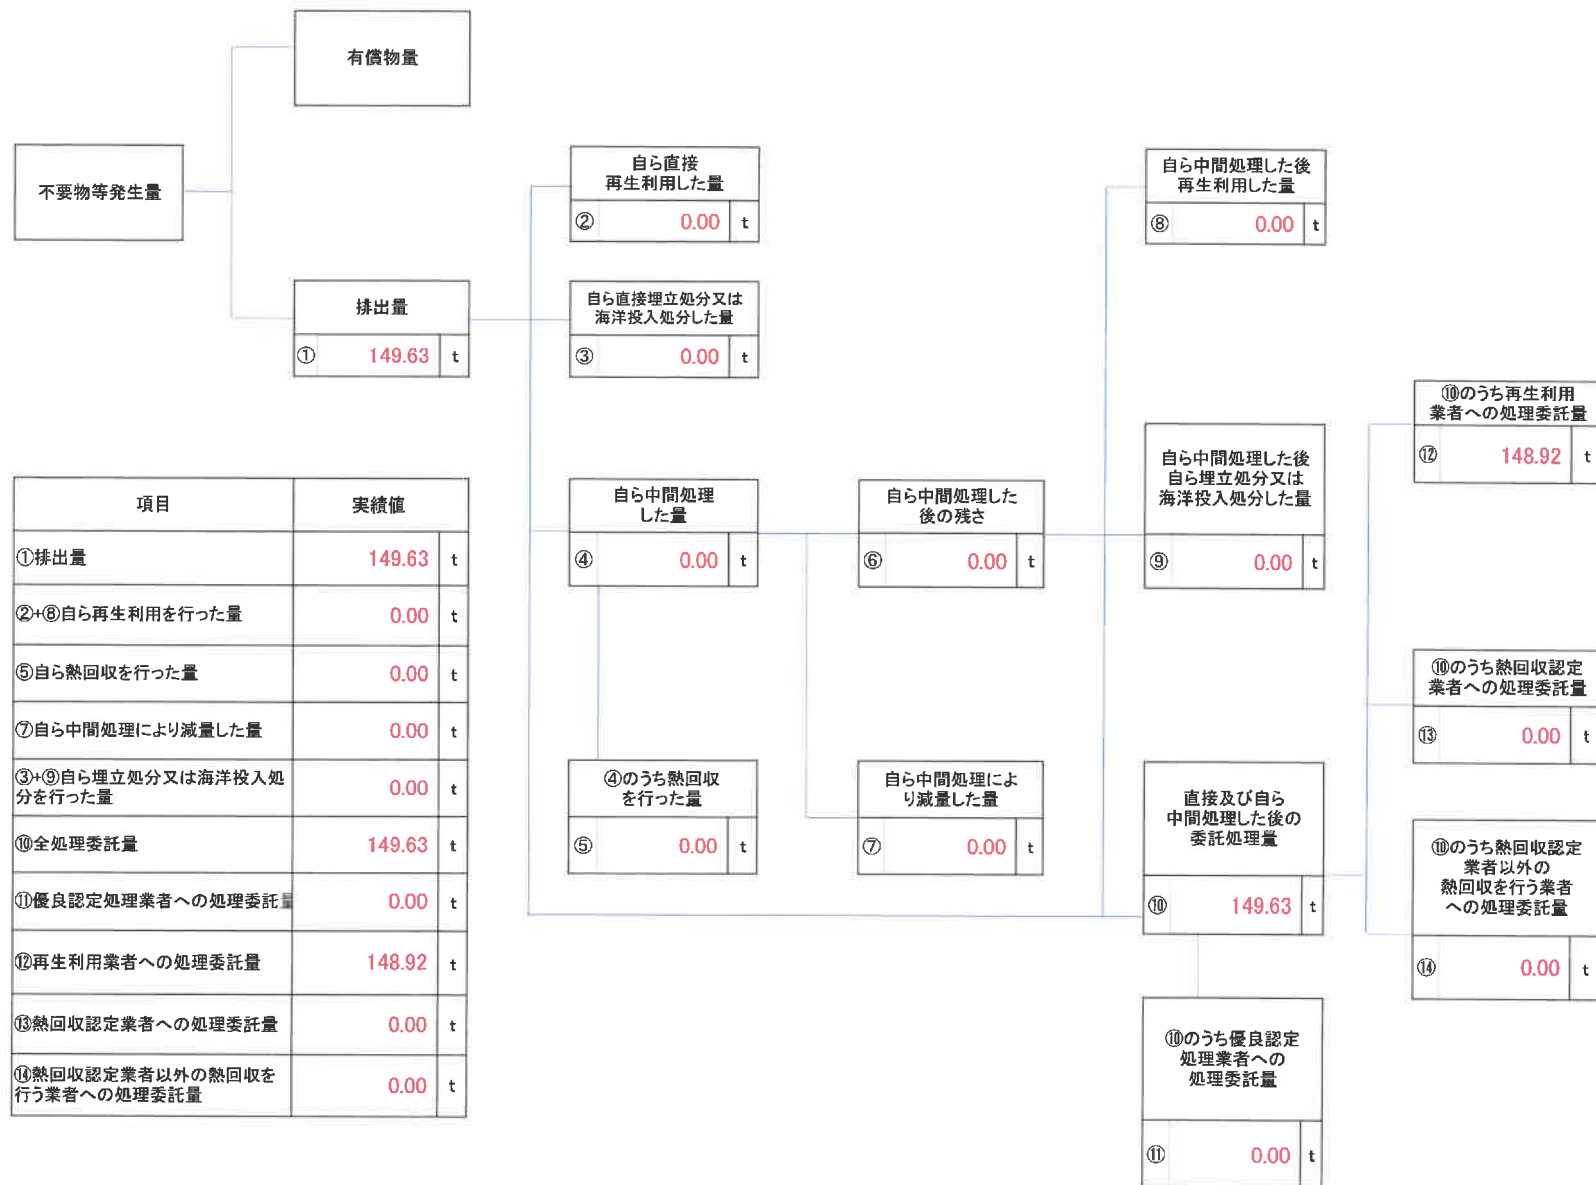 有償物量
不要物等発生量
排出量
① 149.63 t
自ら直接
再生利用した量
② 0.00 t
自ら直接埋立処分又は
海洋投入処分した量
③ 0.00 t
自ら中間処理
した量
④ 0.00 t
④のうち熱回収
を行った量
⑤ 0.00 t
自ら中間処理した
後の残さ
⑥ 0.00 t
自ら中間処理によ
り減量した量
⑦ 0.00 t
自ら中間処理した後
再生利用した量
⑧ 0.00 t
自ら中間処理した後
自ら埋立処分又は
海洋投入処分した量
⑨ 0.00 t
直接及び自ら
中間処理した後の
委託処理量
⑩ 149.63 t
⑩のうち優良認定
処理業者への
処理委託量
⑪ 0.00 t
⑩のうち再生利用
業者への処理委託量
⑫ 148.92 t
⑩のうち熱回収認定
業者への処理委託量
⑬ 0.00 t
⑩のうち熱回収認定
業者以外の
熱回収を行う業者
への処理委託量
⑭ 0.00 t
項目 実績値
①排出量 149.63 t
②+⑧自ら再生利用を行った量 0.00 t
⑤自ら熱回収を行った量 0.00 t
⑦自ら中間処理により減量した量 0.00 t
③+⑨自ら埋立処分又は海洋投入処
分を行った量 0.00 t
⑩全処理委託量 149.63 t
⑪優良認定処理業者への処理委託量 0.00 t
⑫再生利用業者への処理委託量 148.92 t
⑬熱回収認定業者への処理委託量 0.00 t
⑭熱回収認定業者以外の熱回収を
行う業者への処理委託量 0.00 t